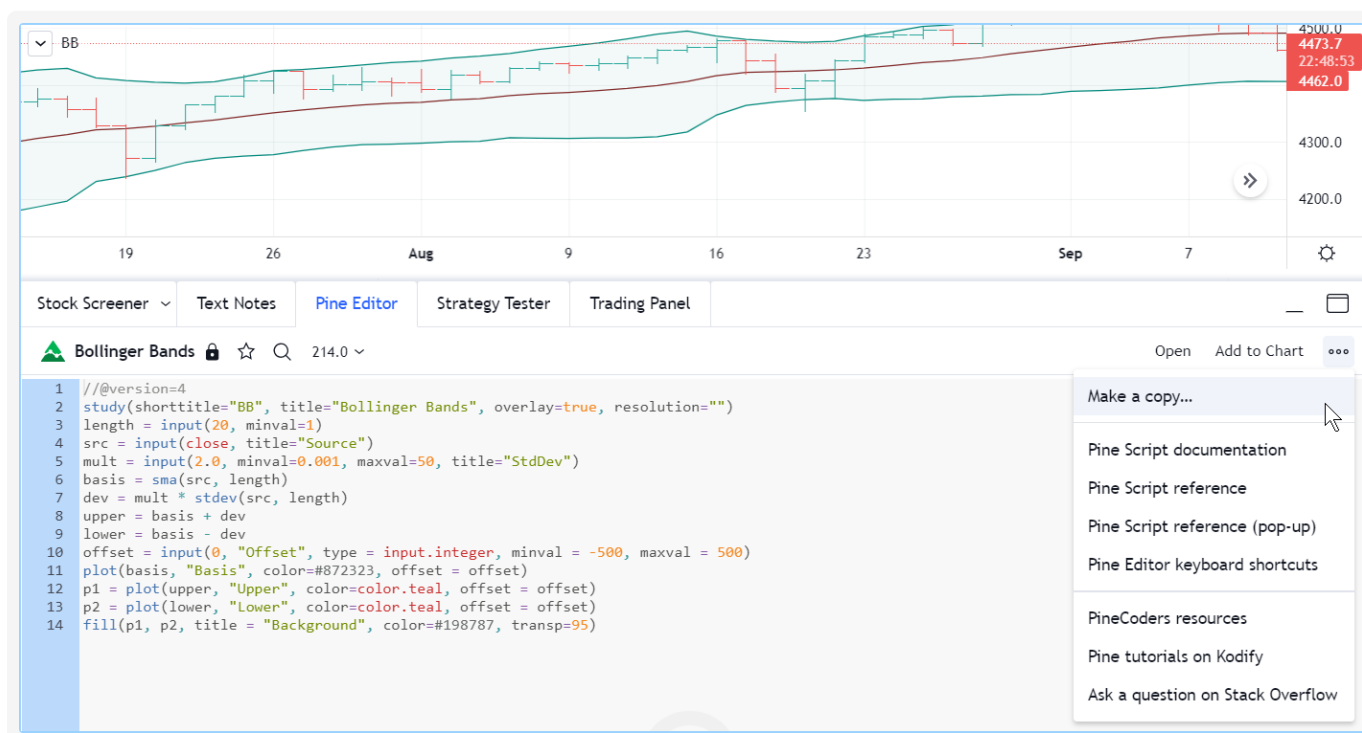 BB
4500.0
4473.7
22:48:53
4462.0
4300.0
4200.0
19 26 Aug 9 16 23 Sep 7
Stock Screener Text Notes Pine Editor Strategy Tester Trading Panel
Bollinger Bands 214.0 Open Add to Chart
1 //@version=4
2 study(shorttitle="BB", title="Bollinger Bands", overlay=true, resolution="")
3 length = input(20, minval=1)
4 src = input(close, title="Source")
5 mult = input(2.0, minval=0.001, maxval=50, title="StdDev")
6 basis = sma(src, length)
7 dev = mult * stdev(src, length)
8 upper = basis + dev
9 lower = basis - dev
10 offset = input(0, "Offset", type = input.integer, minval = -500, maxval = 500)
11 plot(basis, "Basis", color=#872323, offset = offset)
12 p1 = plot(upper, "Upper", color=color.teal, offset = offset)
13 p2 = plot(lower, "Lower", color=color.teal, offset = offset)
14 fill(p1, p2, title = "Background", color=#198787, transp=95)
Make a copy...
Pine Script documentation
Pine Script reference
Pine Script reference (pop-up)
Pine Editor keyboard shortcuts
PineCoders resources
Pine tutorials on Kodify
Ask a question on Stack Overflow